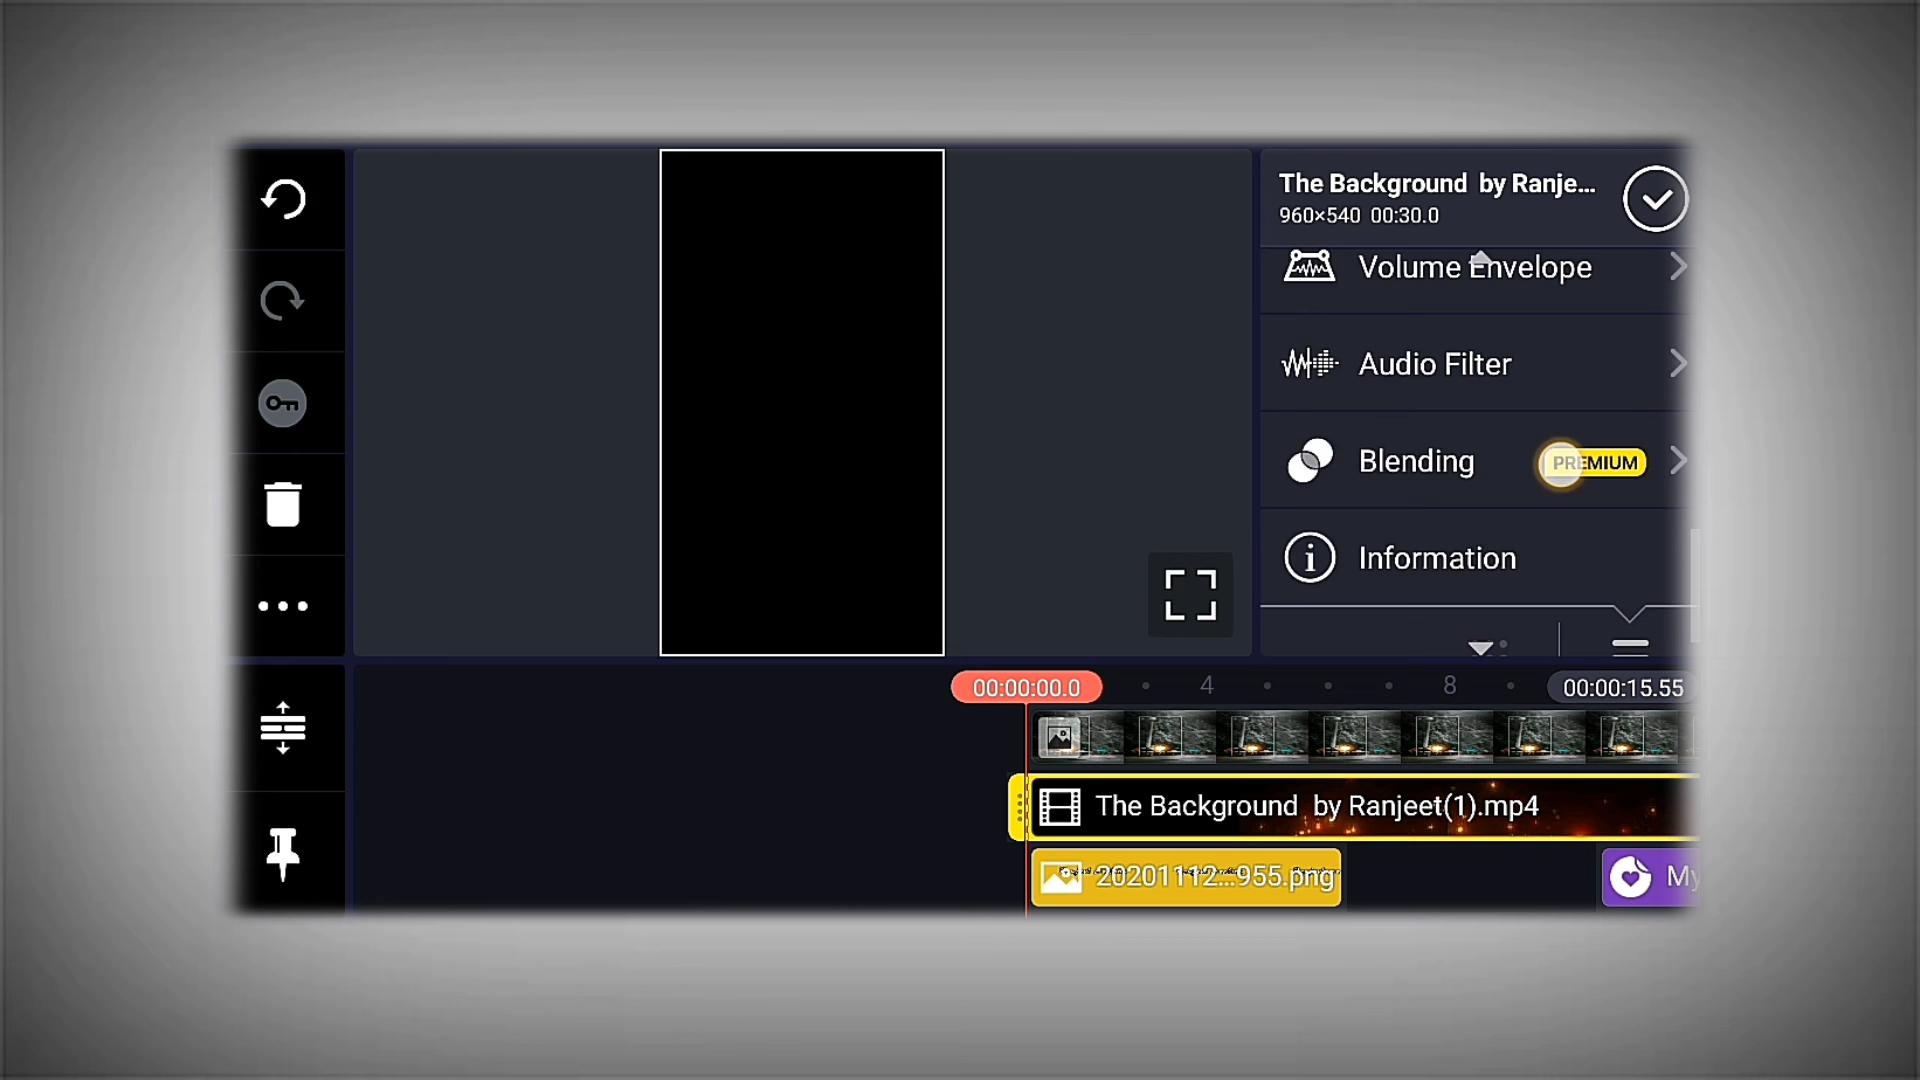 The Background by Ranje...
960×540 00:30.0
Volume Envelope
Audio Filter
Blending PREMIUM
Information
00:00:00.0 4 8 00:00:15.55
The Background by Ranjeet(1).mp4
20201112...955.png
My